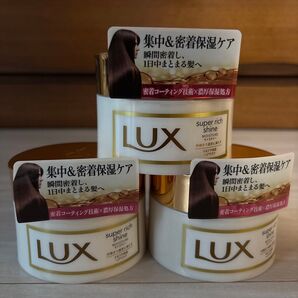 集中&密着保湿ケア
瞬間密着し、
1日中まとまる髪へ
密着コーティング技術×濃厚保湿処方
LUX
super rich
shine
MOISTURE
集中&密着保湿ケア
瞬間密着し、
1日中まとまる髪へ
密着コーティング技術×濃厚保湿処方
LUX
super rich
shine
集中&密着保湿ケア
瞬間密着し、
1日中まとまる髪へ
密着コーティング技術×濃厚保湿処方
LUX
super rich
shine